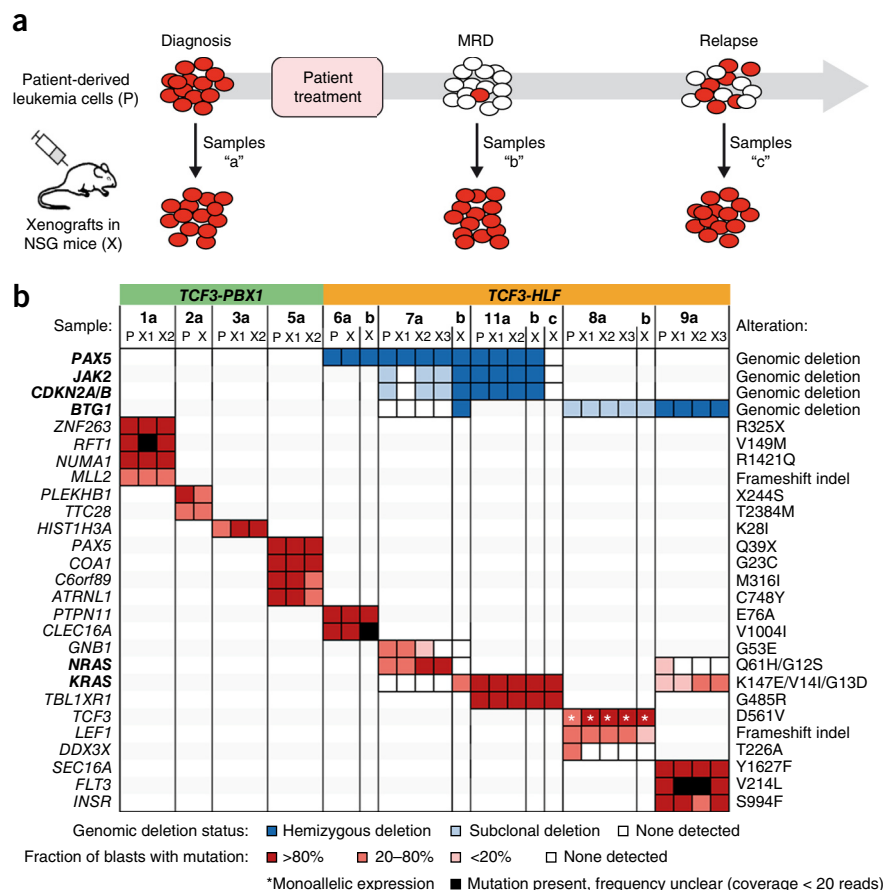 a
Diagnosis
MRD
Relapse
Patient-derived
leukemia cells (P)
Patient
treatment
Samples
"a"
Samples
"b"
Samples
"c"
Xenografts in
NSG mice (X)
b
TCF3-PBX1
TCF3-HLF
Sample:
1a 2a 3a 5a 6a b 7a b 11a b c 8a b 9a
Alteration:
P X1 X2 P X P X1 X2 P X1 X2 P X X P X1 X2 X3 X P X1 X2 X X P X1 X2 X3 X P X1 X2 X3
PAX5 Genomic deletion
JAK2 Genomic deletion
CDKN2A/B Genomic deletion
BTG1 Genomic deletion
ZNF263 R325X
RFT1 V149M
NUMA1 R1421Q
MLL2 Frameshift indel
PLEKHB1 X244S
TTC28 T2384M
HIST1H3A K28I
PAX5 Q39X
COA1 G23C
C6orf89 M316I
ATRNL1 C748Y
PTPN11 E76A
CLEC16A V1004I
GNB1 G53E
NRAS Q61H/G12S
KRAS K147E/V14I/G13D
TBL1XR1 G485R
TCF3 * * * * * D561V
LEF1 Frameshift indel
DDX3X T226A
SEC16A Y1627F
FLT3 V214L
INSR S994F
Genomic deletion status: Hemizygous deletion Subclonal deletion None detected
Fraction of blasts with mutation: >80% 20–80% <20% None detected
*Monoallelic expression Mutation present, frequency unclear (coverage < 20 reads)